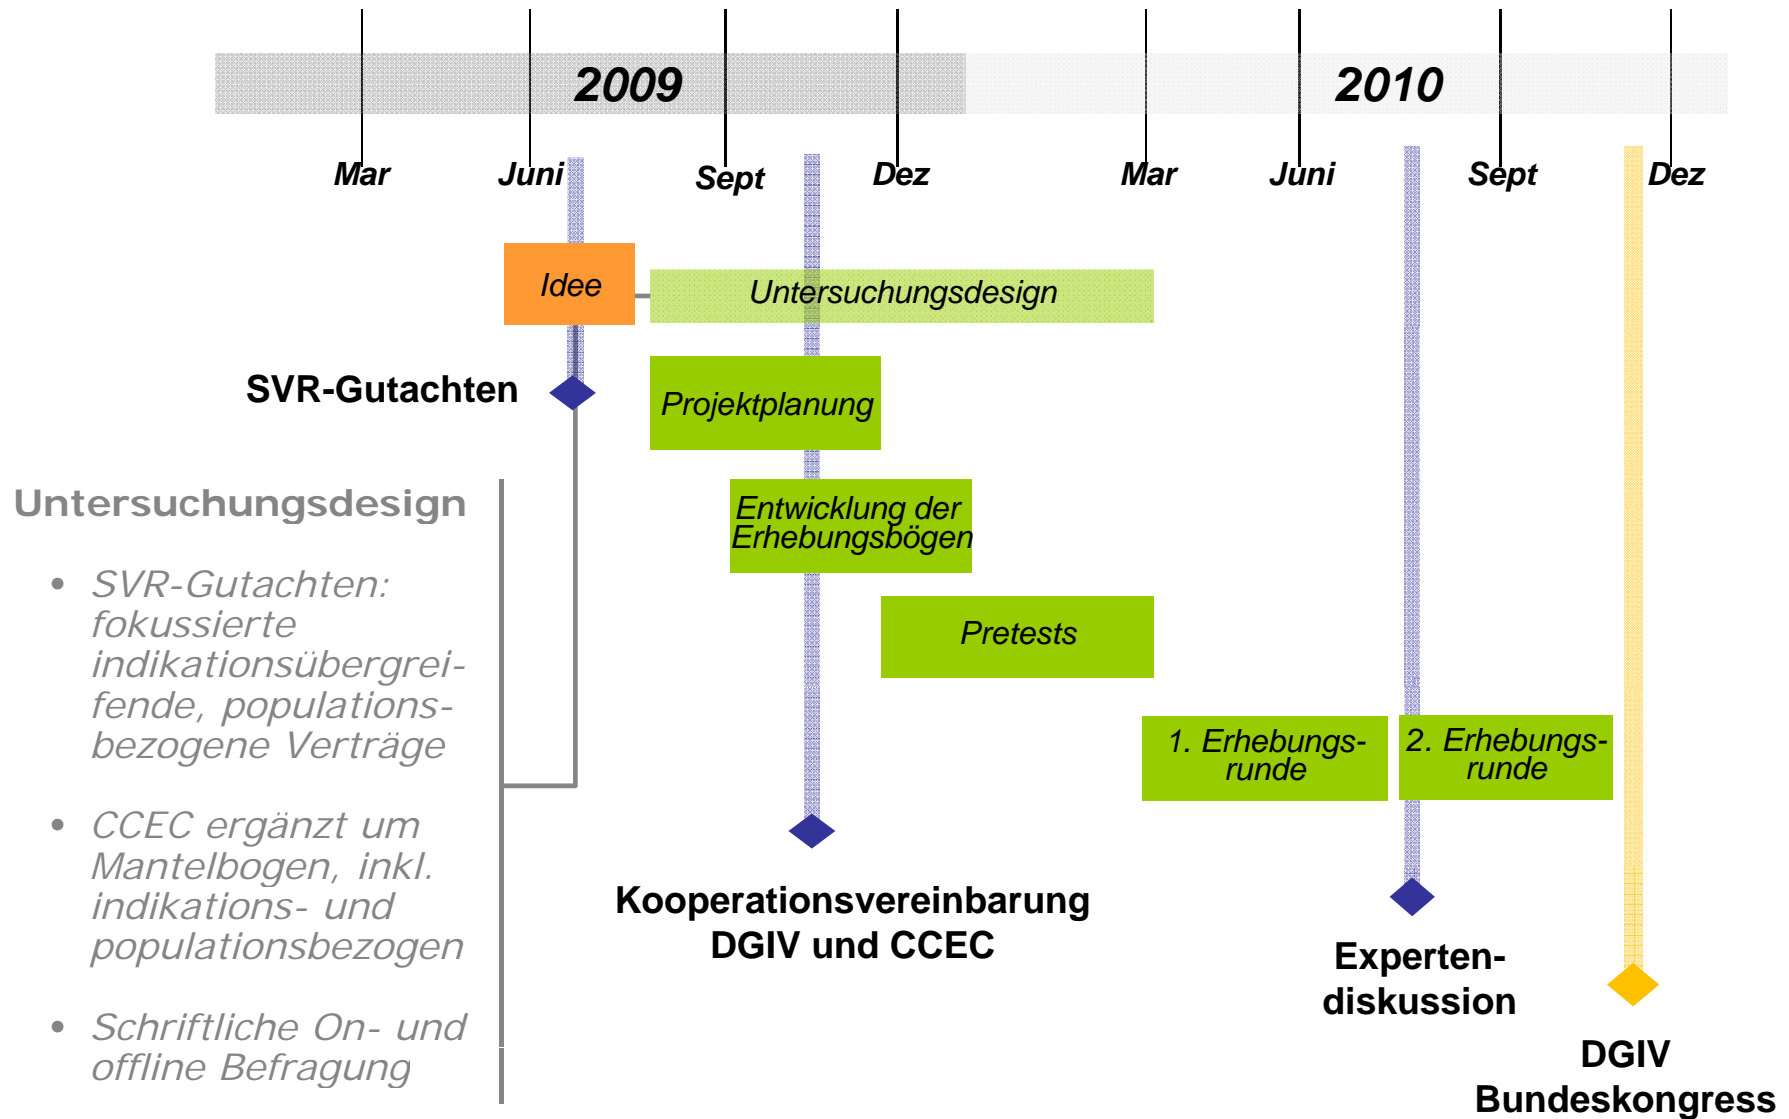 2009
2010
Mar
Juni
Sept
Dez
Mar
Juni
Sept
Dez
Idee
Untersuchungsdesign
SVR-Gutachten
Projektplanung
Entwicklung der
Erhebungsbögen
Pretests
1. Erhebungs-
runde
2. Erhebungs-
runde
Untersuchungsdesign
• SVR-Gutachten:
fokussierte
indikationsübergrei-
fende, populations-
bezogene Verträge
• CCEC ergänzt um
Mantelbogen, inkl.
indikations- und
populationsbezogen
• Schriftliche On- und
offline Befragung
Kooperationsvereinbarung
DGIV und CCEC
Experten-
diskussion
DGIV
Bundeskongress